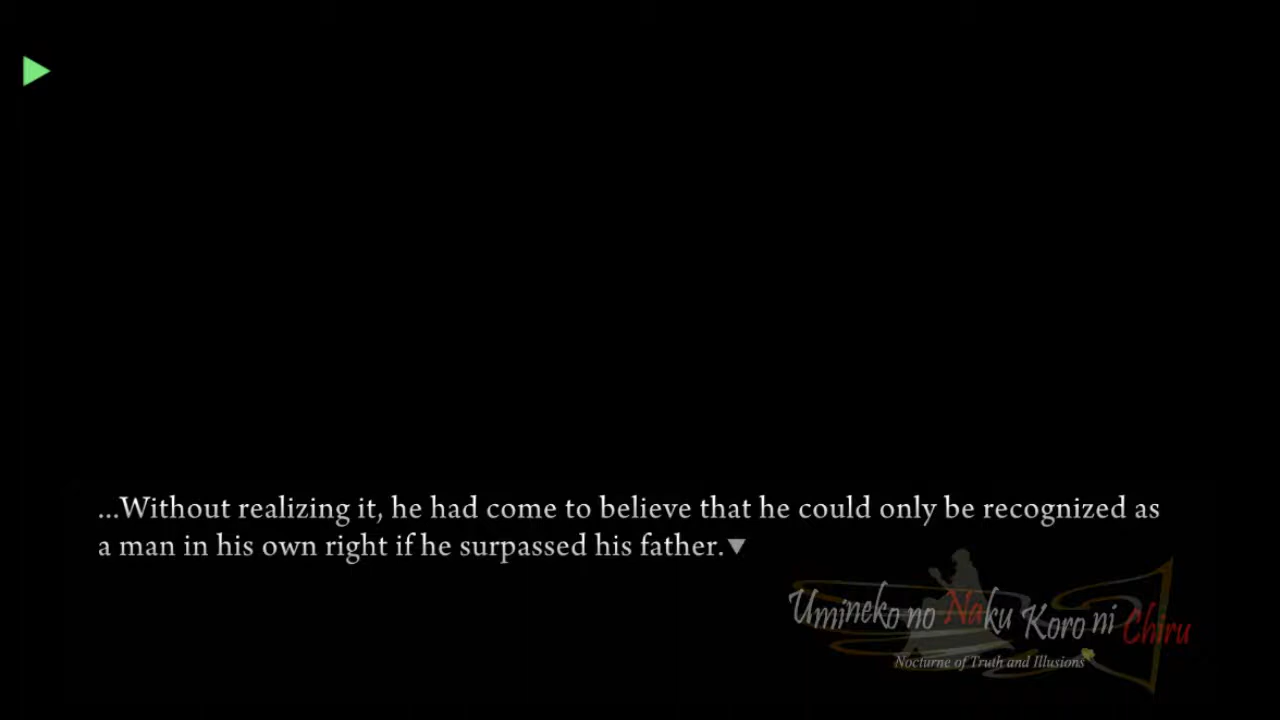 ...Without realizing it, he had come to believe that he could only be recognized as
a man in his own right if he surpassed his father.
Umineko no Naku Koro ni Chiru
Nocturne of Truth and Illusions